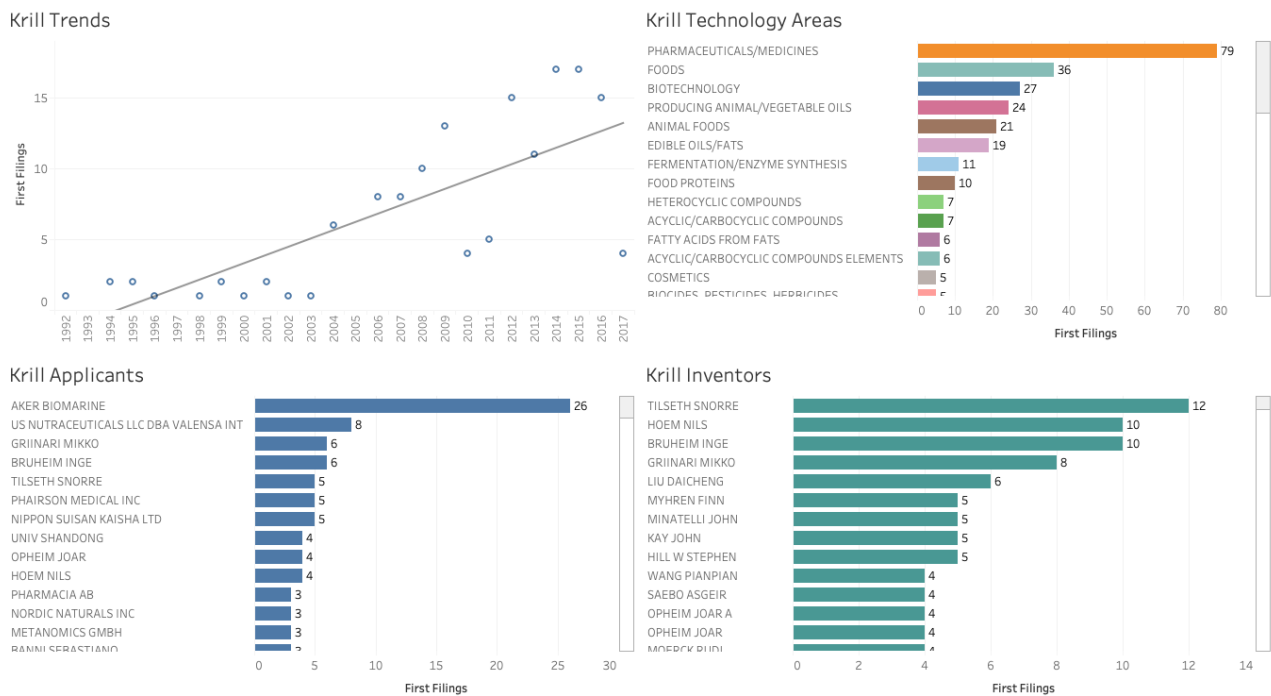 Krill Trends
15
10
5
0
First Filings
1992
1993
1994
1995
1996
1997
1998
1999
2000
2001
2002
2003
2004
2005
2006
2007
2008
2009
2010
2011
2012
2013
2014
2015
2016
2017
Krill Technology Areas
PHARMACEUTICALS/MEDICINES 79
FOODS 36
BIOTECHNOLOGY 27
PRODUCING ANIMAL/VEGETABLE OILS 24
ANIMAL FOODS 21
EDIBLE OILS/FATS 19
FERMENTATION/ENZYME SYNTHESIS 11
FOOD PROTEINS 10
HETEROCYCLIC COMPOUNDS 7
ACYCLIC/CARBOCYCLIC COMPOUNDS 7
FATTY ACIDS FROM FATS 6
ACYCLIC/CARBOCYCLIC COMPOUNDS ELEMENTS 6
COSMETICS 5
BIOCIDES, PESTICIDES, HERBICIDES 5
0 10 20 30 40 50 60 70 80
First Filings
Krill Applicants
AKER BIOMARINE 26
US NUTRACEUTICALS LLC DBA VALENSA INT 8
GRIINARI MIKKO 6
BRUHEIM INGE 6
TILSETH SNORRE 5
PHAIRSON MEDICAL INC 5
NIPPON SUISAN KAISHA LTD 5
UNIV SHANDONG 4
OPHEIM JOAR 4
HOEM NILS 4
PHARMACIA AB 3
NORDIC NATURALS INC 3
METANOMICS GMBH 3
BANNI SEBASTIANO 3
0 5 10 15 20 25 30
First Filings
Krill Inventors
TILSETH SNORRE 12
HOEM NILS 10
BRUHEIM INGE 10
GRIINARI MIKKO 8
LIU DAICHENG 6
MYHREN FINN 5
MINATELLI JOHN 5
KAY JOHN 5
HILL W STEPHEN 5
WANG PIANPIAN 4
SAEBO ASGEIR 4
OPHEIM JOAR A 4
OPHEIM JOAR 4
MOERCK RUDI 4
0 2 4 6 8 10 12 14
First Filings